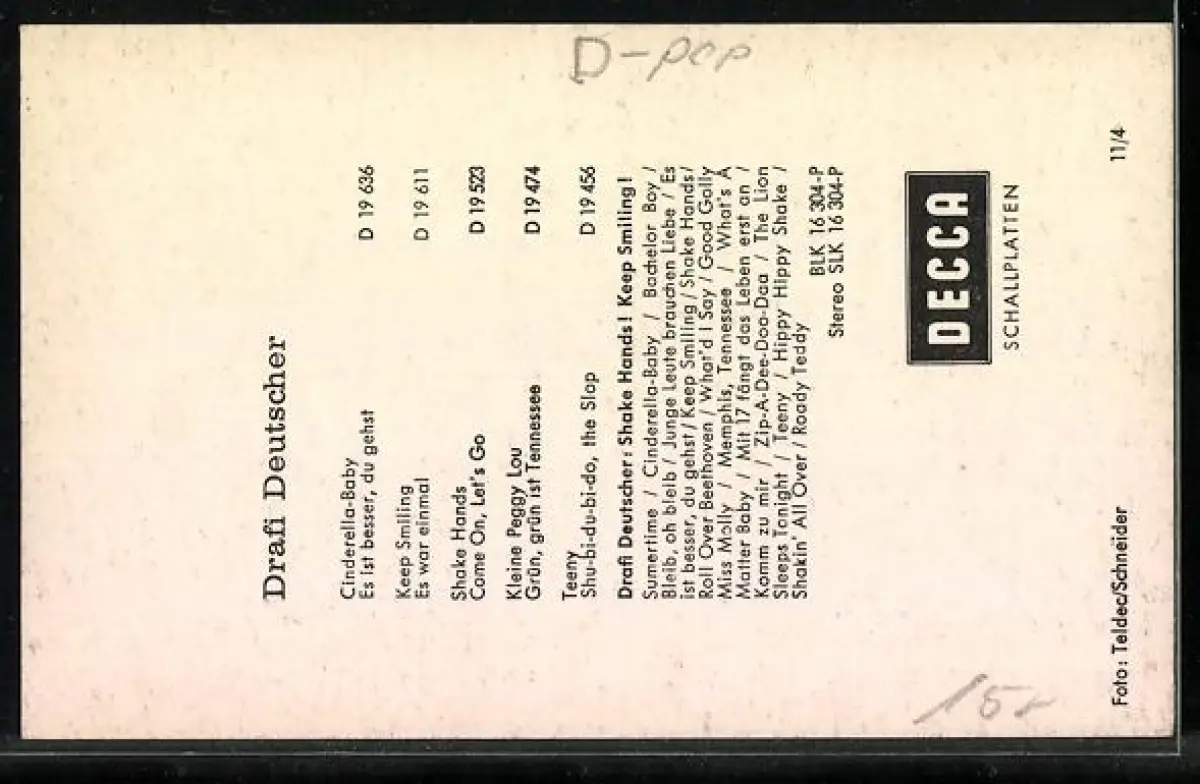 D-pop
Drafi Deutscher
Cinderella-Baby
Es ist besser, du gehst D 19 636
Keep Smiling
Es war einmal D 19 611
Shake Hands
Come On, Let's Go D 19 523
Kleine Peggy Lou
Grün, grün ist Tennessee D 19 474
Teeny
Shu-bi-du-bi-do, the Slop D 19 456
Drafi Deutscher: Shake Hands! Keep Smiling!
Sumertime / Cinderella-Baby / Bachelor Boy /
Bleib, oh bleib / Junge Leute brauchen Liebe / Es
ist besser, du gehst / Keep Smiling / Shake Hands /
Roll Over Beethoven / What'd I Say / Good Golly
Miss Molly / Memphis, Tennessee / What's A
Matter Baby / Mit 17 fängt das Leben erst an /
Komm zu mir / Zip-A-Dee-Doo-Daa / The Lion
Sleeps Tonight / Teeny / Hippy Hippy Shake /
Shakin' All Over / Ready Teddy
BLK 16 304-P
Stereo SLK 16 304-P
DECCA
SCHALLPLATTEN
Foto: Teldec/Schneider 11/4
15,-